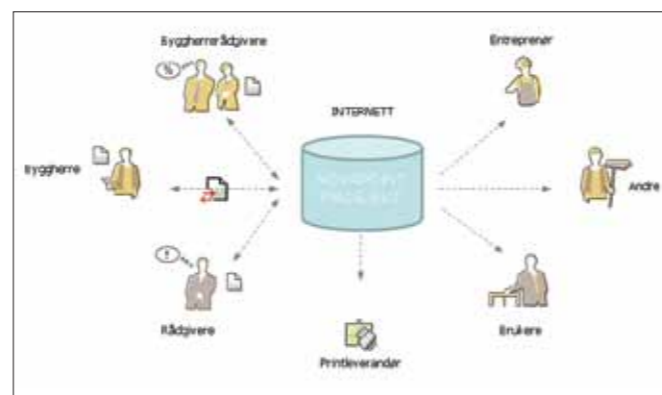 Byggherrerådgivere
Entreprenør
%
INTERNETT
Byggherre
Andre
!
Rådgivere
Printleverandør
Brukere